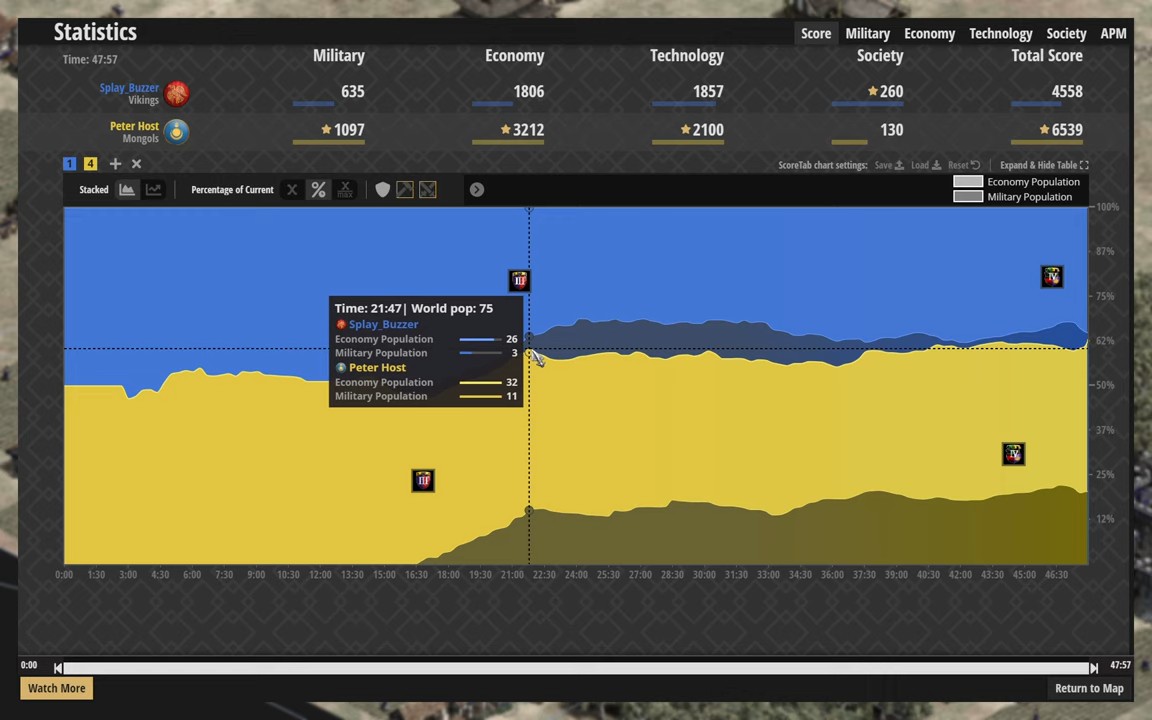 Statistics
Score Military Economy Technology Society APM
Time: 47:57
Military Economy Technology Society Total Score
Splay_Buzzer
Vikings
635 1806 1857 260 4558
Peter Host
Mongols
1097 3212 2100 130 6539
1 4
ScoreTab chart settings: Save Load Reset Expand & Hide Table
Stacked Percentage of Current X % X max
Economy Population
Military Population
100%
87%
75%
62%
50%
37%
25%
12%
III
IV
Time: 21:47| World pop: 75
Splay_Buzzer
Economy Population 26
Military Population 3
Peter Host
Economy Population 32
Military Population 11
III
IV
0:00 1:30 3:00 4:30 6:00 7:30 9:00 10:30 12:00 13:30 15:00 16:30 18:00 19:30 21:00 22:30 24:00 25:30 27:00 28:30 30:00 31:30 33:00 34:30 36:00 37:30 39:00 40:30 42:00 43:30 45:00 46:30
0:00 47:57
Watch More Return to Map